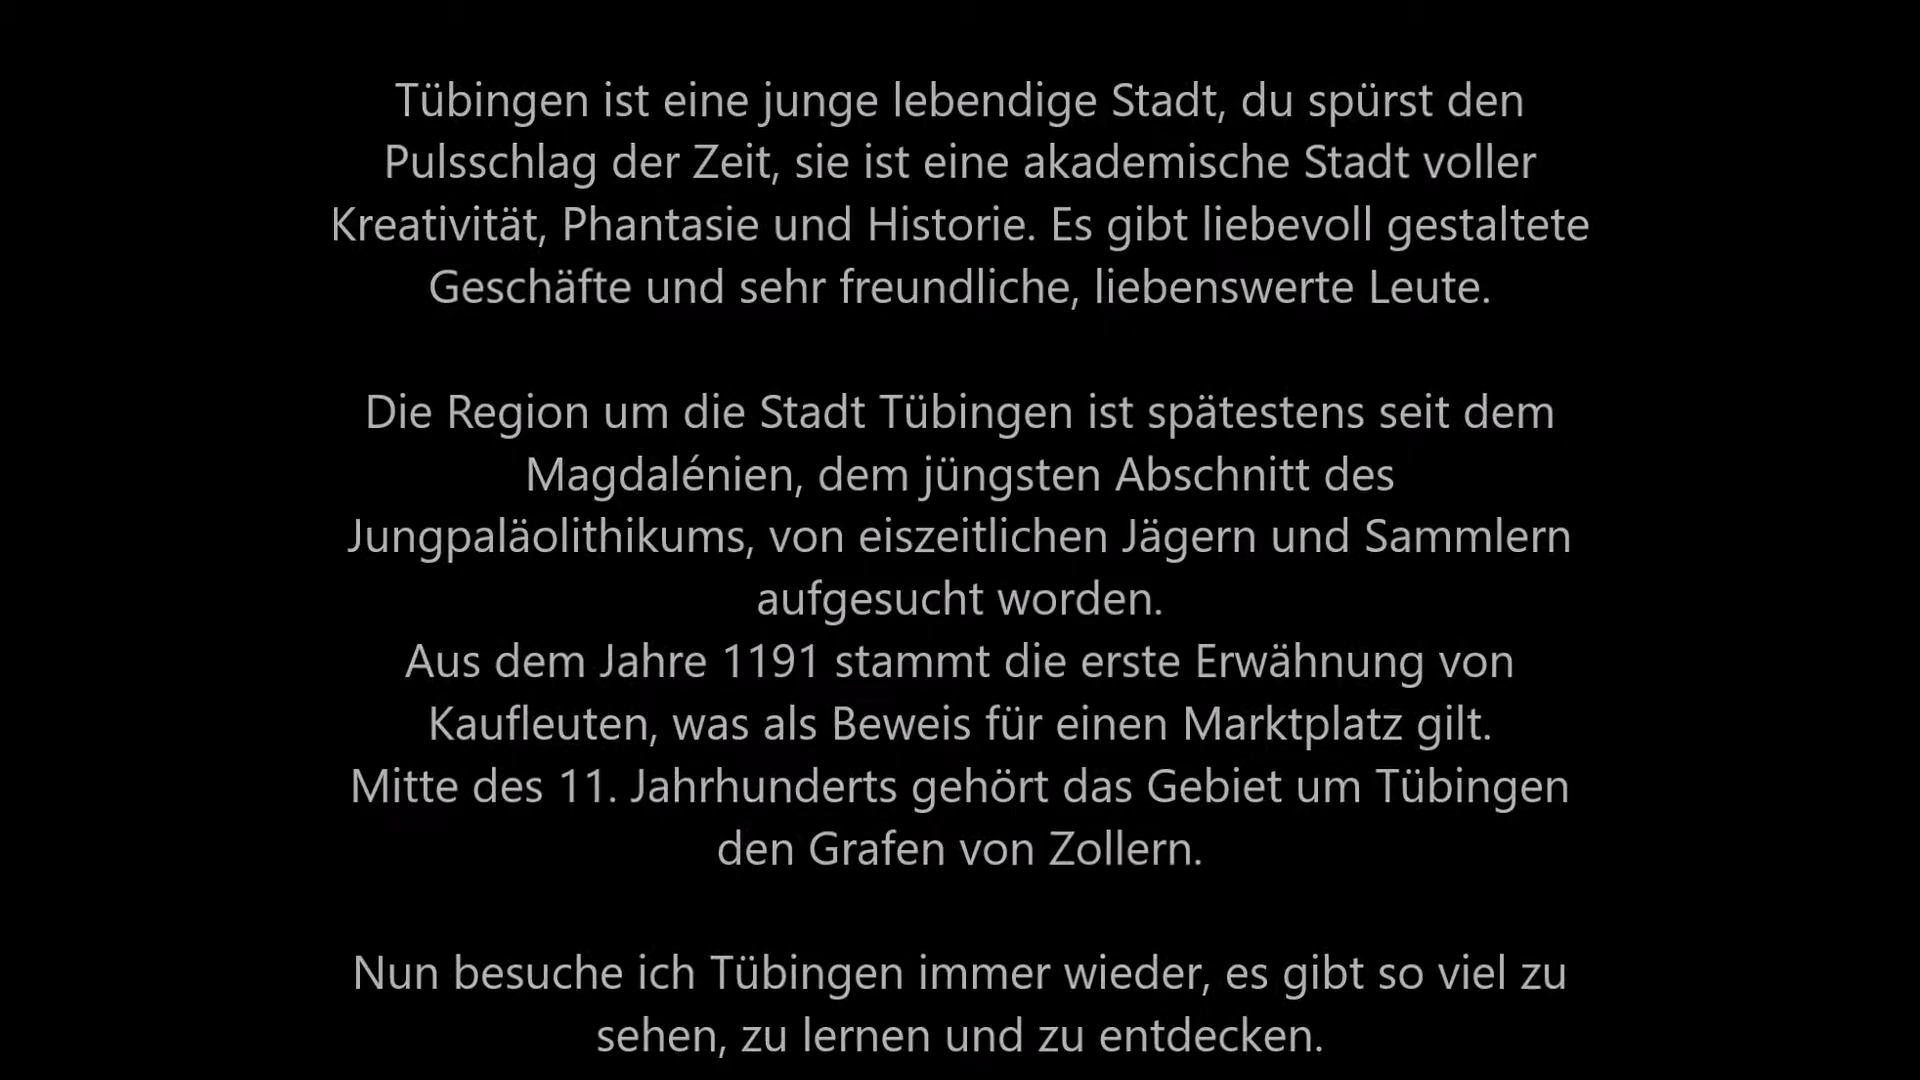 Tübingen ist eine junge lebendige Stadt, du spürst den
Pulsschlag der Zeit, sie ist eine akademische Stadt voller
Kreativität, Phantasie und Historie. Es gibt liebevoll gestaltete
Geschäfte und sehr freundliche, liebenswerte Leute.
Die Region um die Stadt Tübingen ist spätestens seit dem
Magdalénien, dem jüngsten Abschnitt des
Jungpaläolithikums, von eiszeitlichen Jägern und Sammlern
aufgesucht worden.
Aus dem Jahre 1191 stammt die erste Erwähnung von
Kaufleuten, was als Beweis für einen Marktplatz gilt.
Mitte des 11. Jahrhunderts gehört das Gebiet um Tübingen
den Grafen von Zollern.
Nun besuche ich Tübingen immer wieder, es gibt so viel zu
sehen, zu lernen und zu entdecken.